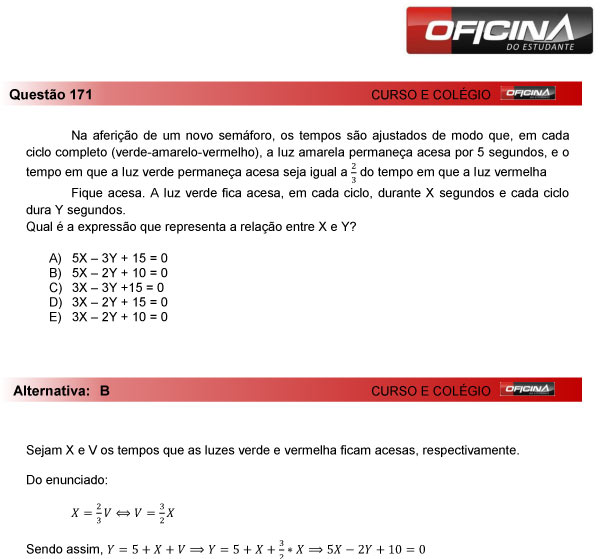 OFICINA
DO ESTUDANTE
Questão 171
CURSO E COLÉGIO OFICINA
Na aferição de um novo semáforo, os tempos são ajustados de modo que, em cada
ciclo completo (verde-amarelo-vermelho), a luz amarela permaneça acesa por 5 segundos, e o
tempo em que a luz verde permaneça acesa seja igual a 2/3 do tempo em que a luz vermelha
Fique acesa. A luz verde fica acesa, em cada ciclo, durante X segundos e cada ciclo
dura Y segundos.
Qual é a expressão que representa a relação entre X e Y?
A) 5X – 3Y + 15 = 0
B) 5X – 2Y + 10 = 0
C) 3X – 3Y +15 = 0
D) 3X – 2Y + 15 = 0
E) 3X – 2Y + 10 = 0
Alternativa: B
CURSO E COLÉGIO OFICINA
Sejam X e V os tempos que as luzes verde e vermelha ficam acesas, respectivamente.
Do enunciado:
X = 2/3 V ⟺ V = 3/2 X
Sendo assim, Y = 5 + X + V ⟹ Y = 5 + X + 3/2 ∗ X ⟹ 5X − 2Y + 10 = 0